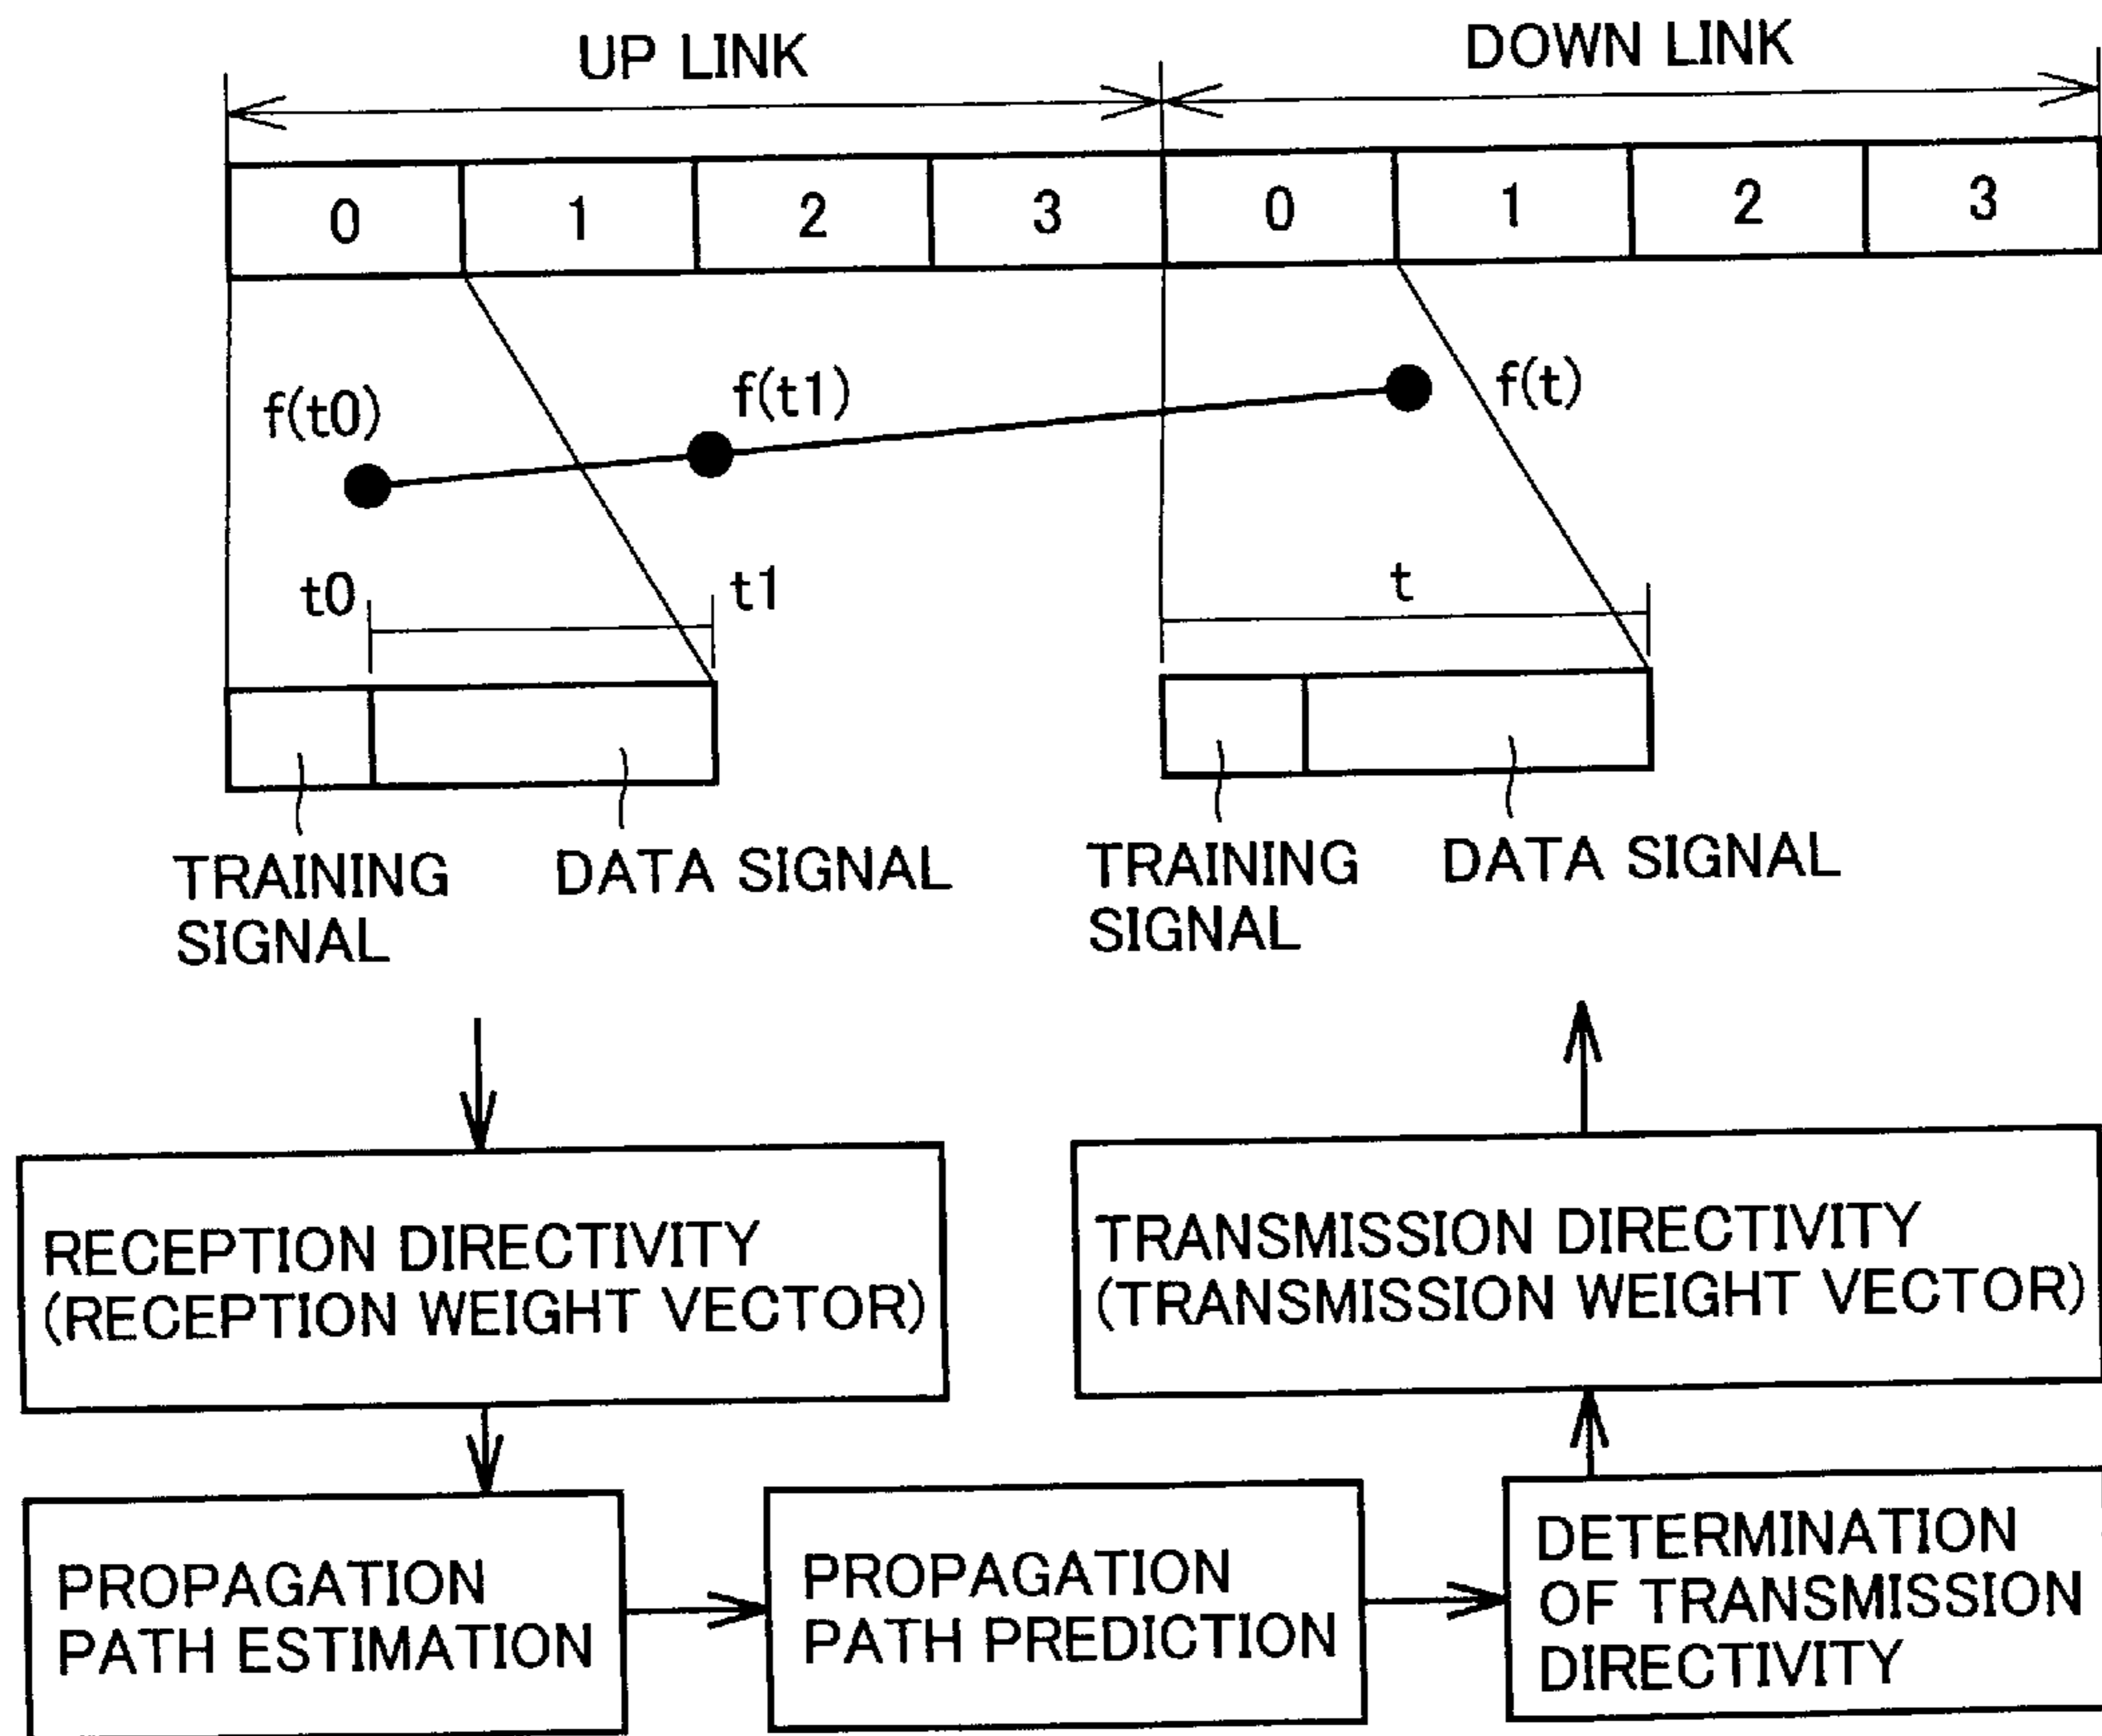 UP LINK
DOWN LINK
0 1 2 3 0 1 2 3
f(t0)
f(t1)
f(t)
t0
t1
t
TRAINING
SIGNAL
DATA SIGNAL
TRAINING
SIGNAL
DATA SIGNAL
RECEPTION DIRECTIVITY
(RECEPTION WEIGHT VECTOR)
TRANSMISSION DIRECTIVITY
(TRANSMISSION WEIGHT VECTOR)
PROPAGATION
PATH ESTIMATION
PROPAGATION
PATH PREDICTION
DETERMINATION
OF TRANSMISSION
DIRECTIVITY